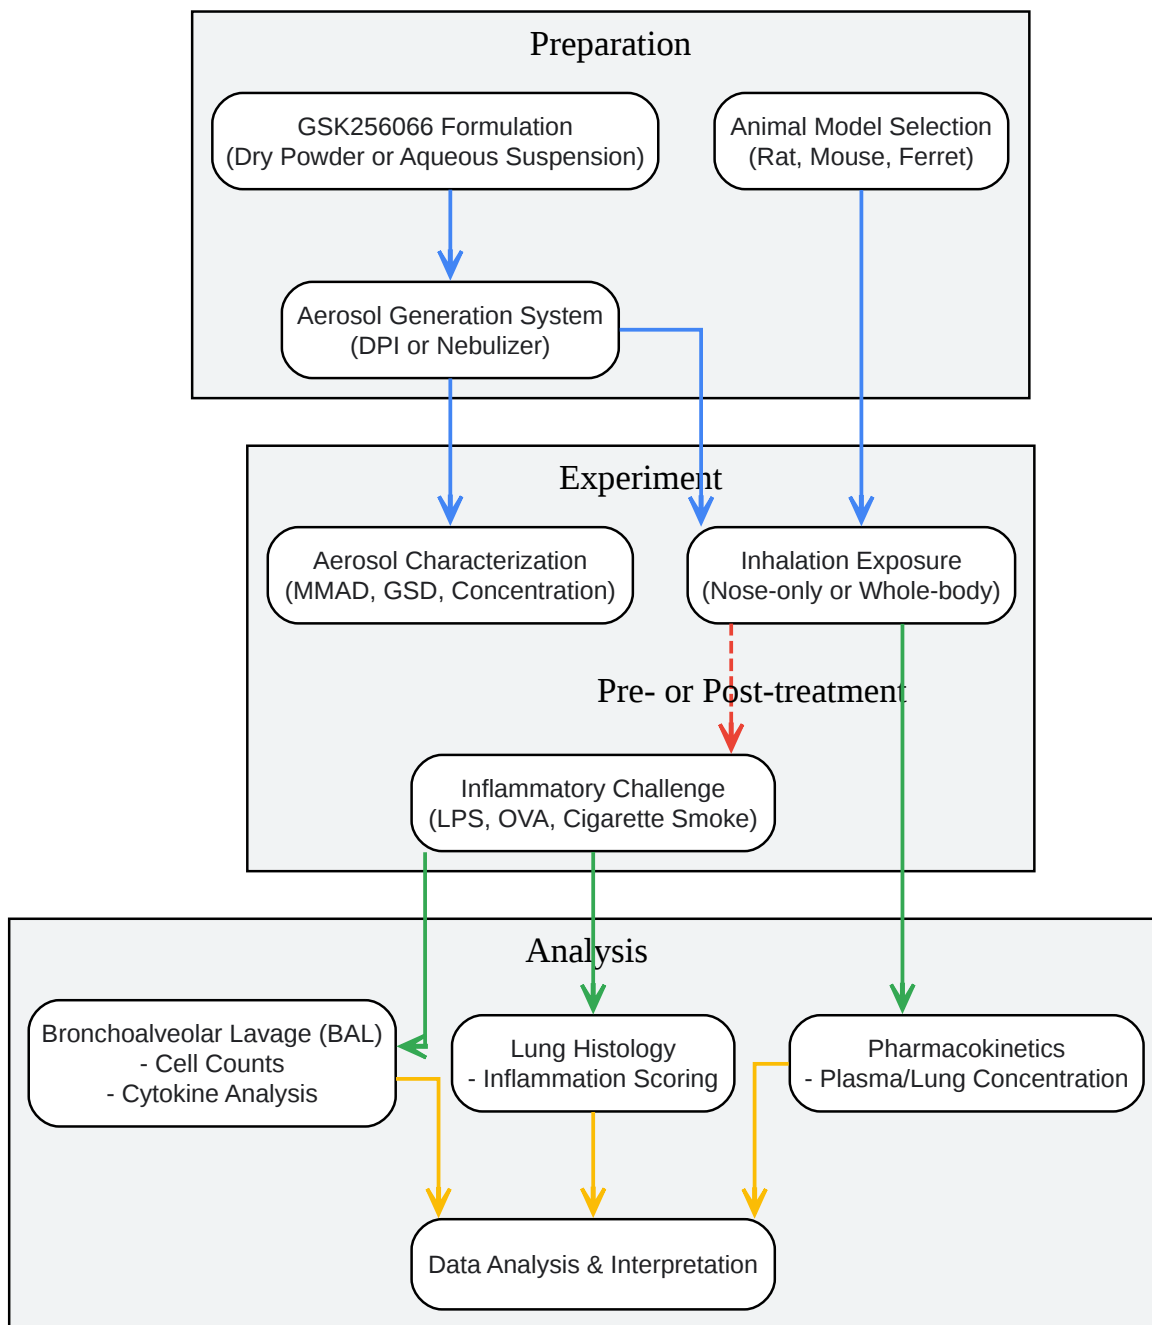 Preparation
GSK256066 Formulation
(Dry Powder or Aqueous Suspension)
Animal Model Selection
(Rat, Mouse, Ferret)
Aerosol Generation System
(DPI or Nebulizer)
Experiment
Aerosol Characterization
(MMAD, GSD, Concentration)
Inhalation Exposure
(Nose-only or Whole-body)
Pre- or Post-treatment
Inflammatory Challenge
(LPS, OVA, Cigarette Smoke)
Analysis
Bronchoalveolar Lavage (BAL)
- Cell Counts
- Cytokine Analysis
Lung Histology
- Inflammation Scoring
Pharmacokinetics
- Plasma/Lung Concentration
Data Analysis & Interpretation